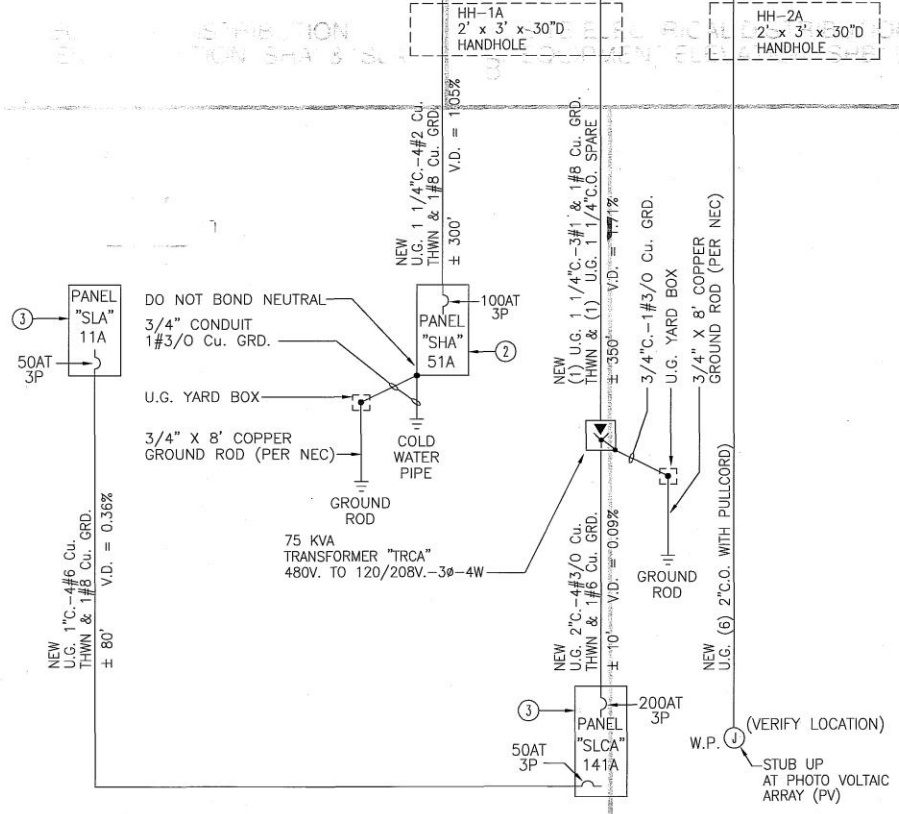 HH-1A
2' x 3' x-30"D
HANDHOLE
HH-2A
2' x 3' x 30"D
HANDHOLE
NEW
U.G. 1 1/4"C.-4#2 Cu.
THWN & 1#8 Cu. GRD.
± 300' V.D. = 1.05%
NEW
(1) U.G. 1 1/4"C.-3#1 & 1#8 Cu. GRD.
THWN & (1) U.G. 1 1/4"C.O. SPARE
± 350' V.D. = 1.71%
3/4"C.-1#3/0 Cu. GRD.
U.G. YARD BOX
3/4" X 8' COPPER
GROUND ROD (PER NEC)
PANEL
"SLA"
11A
3
50AT
3P
DO NOT BOND NEUTRAL
3/4" CONDUIT
1#3/0 Cu. GRD.
100AT
3P
PANEL
"SHA"
51A
2
U.G. YARD BOX
3/4" X 8' COPPER
GROUND ROD (PER NEC)
COLD
WATER
PIPE
GROUND
ROD
75 KVA
TRANSFORMER "TRCA"
480V. TO 120/208V.-3ø-4W
GROUND
ROD
NEW
U.G. 1"C.-4#6 Cu.
THWN & 1#8 Cu. GRD.
± 80' V.D. = 0.36%
NEW
U.G. 2"C.-4#3/0 Cu.
THWN & 1#6 Cu. GRD.
± 10' V.D. = 0.09%
NEW
U.G. (6) 2"C.O. WITH PULLCORD)
3
200AT
3P
PANEL
"SLCA"
141A
50AT
3P
W.P. J (VERIFY LOCATION)
STUB UP
AT PHOTO VOLTAIC
ARRAY (PV)